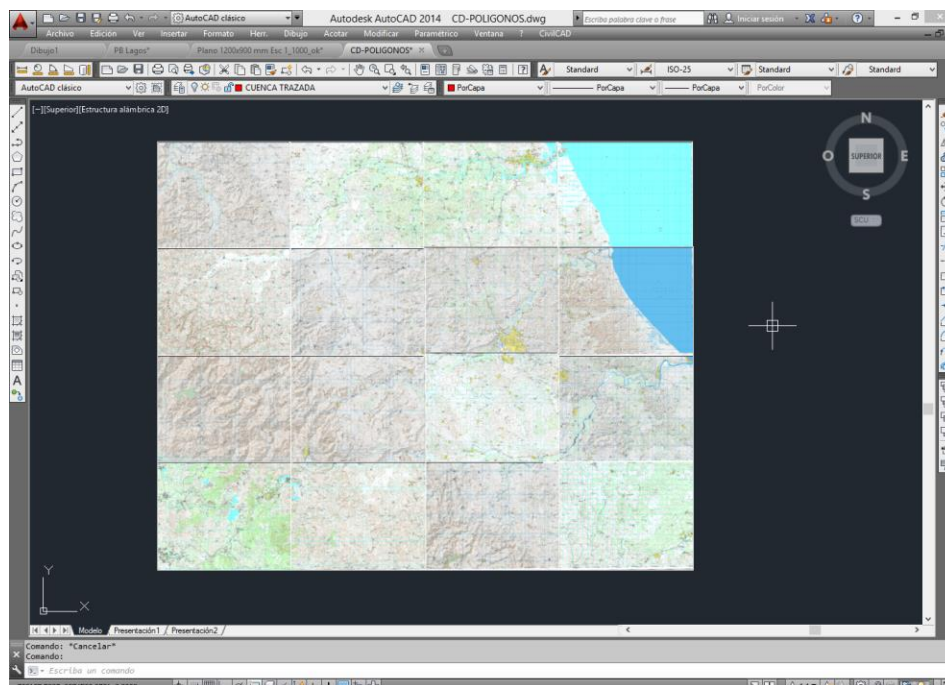 AutoCAD clásico
Autodesk AutoCAD 2014 CD-POLIGONOS.dwg
Escriba palabra clave o frase
Iniciar sesión
Archivo Edición Ver Insertar Formato Herr. Dibujo Acotar Modificar Paramétrico Ventana ? CivilCAD
Dibujo1 PB Lagos* Plano 1200x900 mm Esc 1_1000_ok* CD-POLIGONOS*
Standard ISO-25 Standard Standard
AutoCAD clásico CUENCA TRAZADA PorCapa PorCapa PorCapa PorColor
[−][Superior][Estructura alámbrica 2D]
N
O SUPERIOR E
S
SCU
Y
X
Modelo Presentación1 Presentación2
Comando: *Cancelar*
Comando:
Escriba un comando